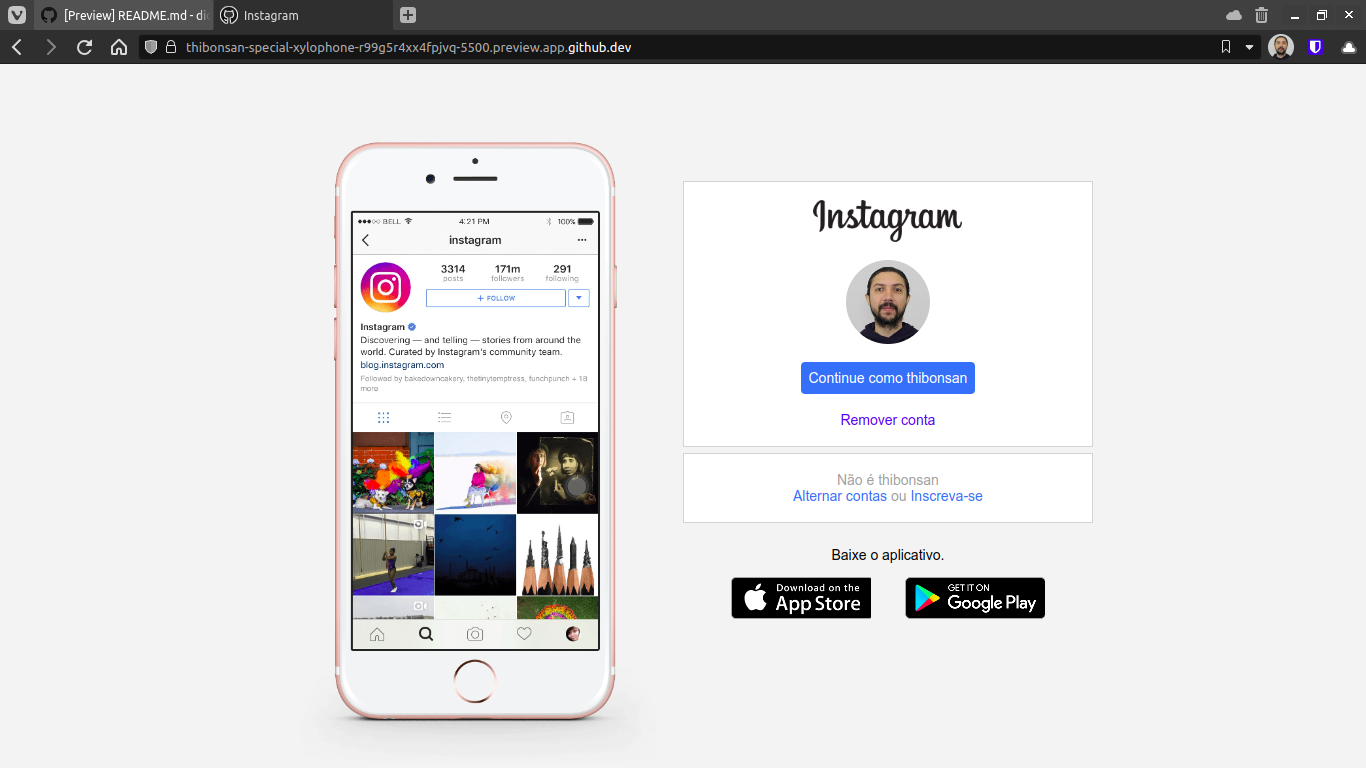 [Preview] README.md - dio
Instagram
thibonsan-special-xylophone-r99g5r4xx4fpjvq-5500.preview.app.github.dev
BELL
4:21 PM
100%
instagram
3314
171m
291
posts
followers
following
+ FOLLOW
Instagram
Discovering — and telling — stories from around the
world. Curated by Instagram's community team.
blog.instagram.com
Followed by bakedowncakery, thetinytemptress, funchpunch + 18
more
Instagram
Continue como thibonsan
Remover conta
Não é thibonsan
Alternar contas ou Inscreva-se
Baixe o aplicativo.
Download on the
App Store
GET IT ON
Google Play